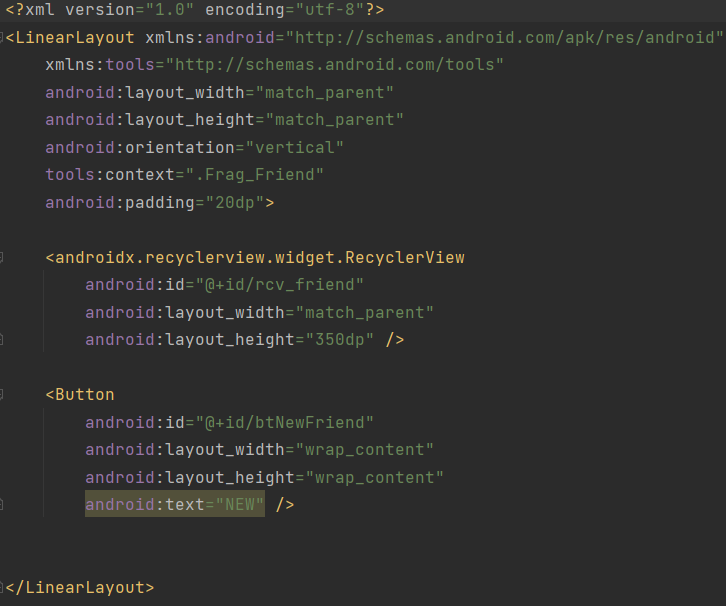 <?xml version="1.0" encoding="utf-8"?>
<LinearLayout xmlns:android="http://schemas.android.com/apk/res/android"
xmlns:tools="http://schemas.android.com/tools"
android:layout_width="match_parent"
android:layout_height="match_parent"
android:orientation="vertical"
tools:context=".Frag_Friend"
android:padding="20dp">
<androidx.recyclerview.widget.RecyclerView
android:id="@+id/rcv_friend"
android:layout_width="match_parent"
android:layout_height="350dp" />
<Button
android:id="@+id/btNewFriend"
android:layout_width="wrap_content"
android:layout_height="wrap_content"
android:text="NEW" />
</LinearLayout>